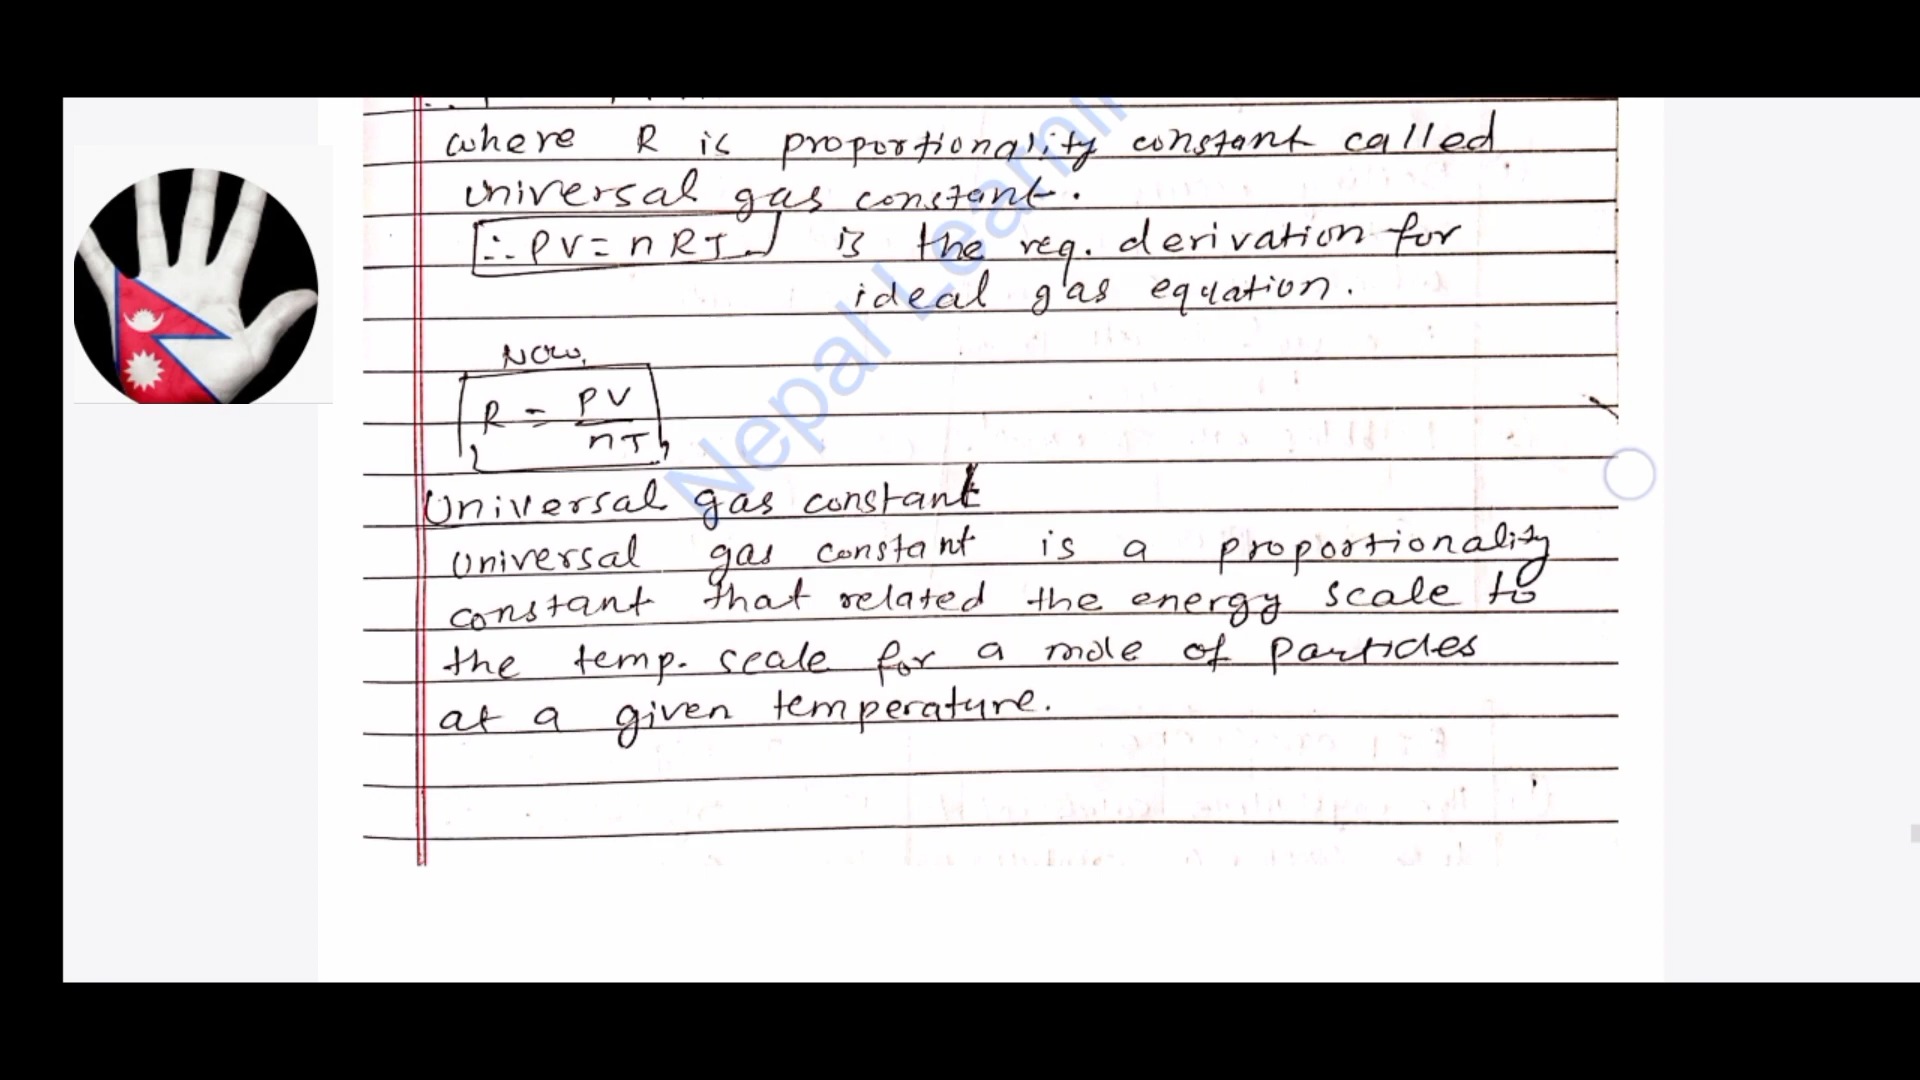 where R is proportionality constant called
universal gas constant.
∴ PV = nRT is the req. derivation for
ideal gas equation.
Now,
R = PV
nT
Universal gas constant
Universal gas constant is a proportionality
constant that related the energy scale to
the temp. scale for a mole of particles
at a given temperature.
Nepal Learni